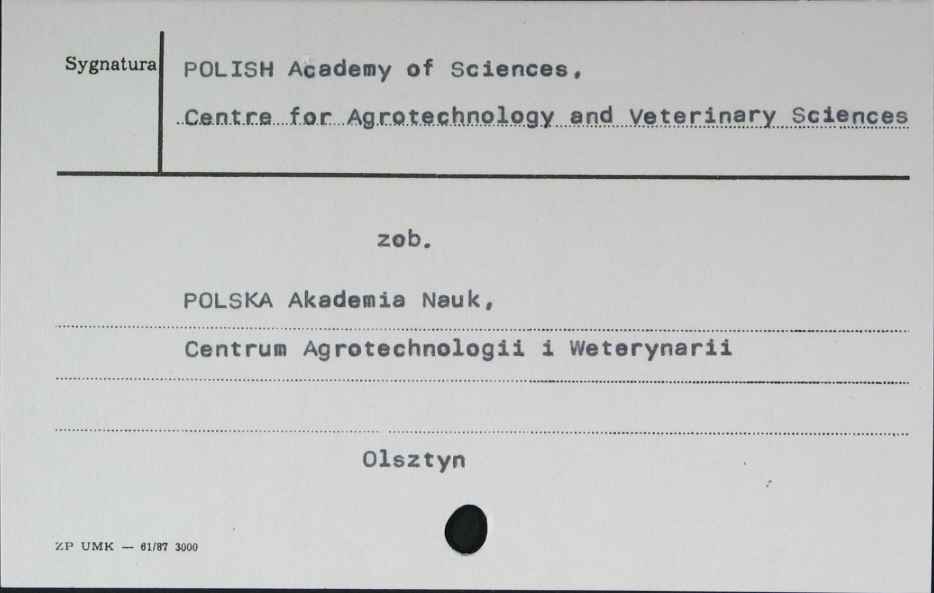 Sygnatura
POLISH Academy of Sciences,
Centre for Agrotechnology and Veterinary Sciences
zob.
POLSKA Akademia Nauk,
Centrum Agrotechnologii i Weterynarii
Olsztyn
ZP UMK — 61/87 3000